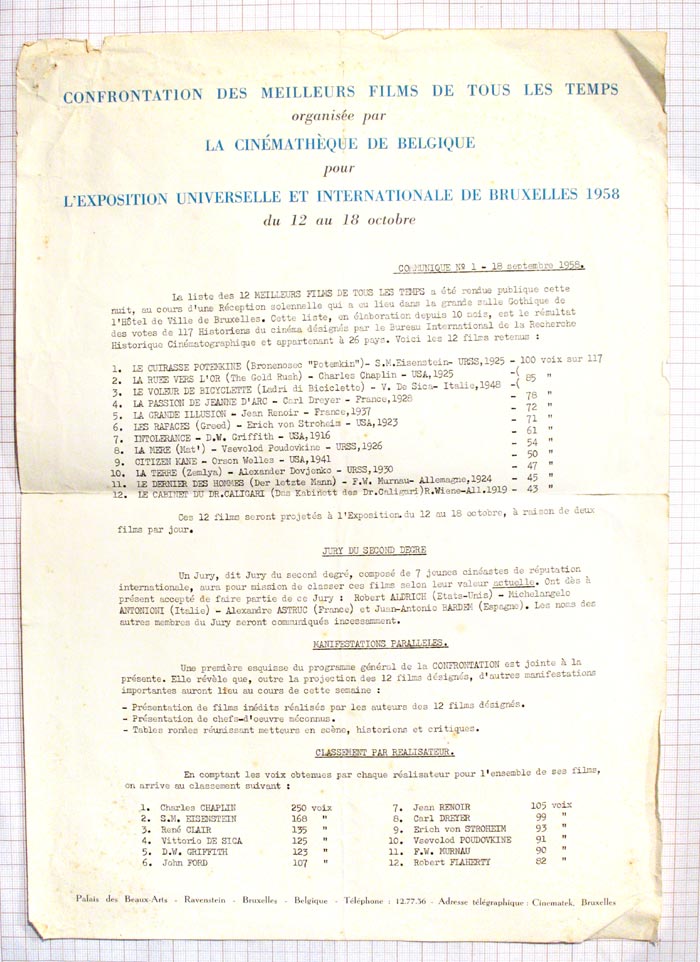 CONFRONTATION DES MEILLEURS FILMS DE TOUS LES TEMPS
organisée par
LA CINÉMATHÈQUE DE BELGIQUE
pour
L'EXPOSITION UNIVERSELLE ET INTERNATIONALE DE BRUXELLES 1958
du 12 au 18 octobre
COMMUNIQUE Nº 1 - 18 septembre 1958.
La liste des 12 MEILLEURS FILMS DE TOUS LES TEMPS a été rendue publique cette
nuit, au cours d'une Réception solennelle qui a eu lieu dans la grande salle Gothique de
l'Hôtel de Ville de Bruxelles. Cette liste, en élaboration depuis 10 mois, est le résultat
des votes de 117 Historiens du cinéma désignés par le Bureau International de la Recherche
Historique Cinématographique et appartenant à 26 pays. Voici les 12 films retenus :
1. LE CUIRASSE POTEMKINE (Bronenosec "Potemkin")- S.M.Eisenstein- URSS,1925 - 100 voix sur 117
2. LA RUEE VERS L'OR (The Gold Rush) - Charles Chaplin - USA,1925 -( 85 "
3. LE VOLEUR DE BICYCLETTE (Ladri di Biciclette) - V. De Sica- Italie,1948 -(
4. LA PASSION DE JEANNE D'ARC - Carl Dreyer - France,1928 - 78 "
5. LA GRANDE ILLUSION - Jean Renoir - France,1937 - 72 "
6. LES RAPACES (Greed) - Erich von Stroheim - USA,1923 - 71 "
7. INTOLERANCE - D.W. Griffith - USA,1916 - 61 "
8. LA MERE (Mat') - Vsevolod Poudovkine - URSS,1926 - 54 "
9. CITIZEN KANE - Orson Welles - USA,1941 - 50 "
10. LA TERRE (Zemlya) - Alexander Dovjenko - URSS,1930 - 47 "
11. LE DERNIER DES HOMMES (Der letzte Mann) - F.W. Murnau- Allemagne,1924 - 45 "
12. LE CABINET DU DR.CALIGARI (Das Kabinett des Dr.Caligari)R.Wiene-All.1919 - 43 "
Ces 12 films seront projetés à l'Exposition du 12 au 18 octobre, à raison de deux
films par jour.
JURY DU SECOND DEGRE
Un Jury, dit Jury du second degré, composé de 7 jeunes cinéastes de réputation
internationale, aura pour mission de classer ces films selon leur valeur actuelle. Ont dès à
présent accepté de faire partie de ce Jury : Robert ALDRICH (Etats-Unis) - Michelangelo
ANTONIONI (Italie) - Alexandre ASTRUC (France) et Juan-Antonio BARDEM (Espagne). Les noms des
autres membres du Jury seront communiqués incessamment.
MANIFESTATIONS PARALLELES.
Une première esquisse du programme général de la CONFRONTATION est jointe à la
présente. Elle révèle que, outre la projection des 12 films désignés, d'autres manifestations
importantes auront lieu au cours de cette semaine :
- Présentation de films inédits réalisés par les auteurs des 12 films désignés.
- Présentation de chefs-d'oeuvre méconnus.
- Tables rondes réunissant metteurs en scène, historiens et critiques.
CLASSEMENT PAR REALISATEUR.
En comptant les voix obtenues par chaque réalisateur pour l'ensemble de ses films,
on arrive au classement suivant :
1. Charles CHAPLIN 250 voix
2. S.M. EISENSTEIN 168 "
3. René CLAIR 135 "
4. Vittorio DE SICA 125 "
5. D.W. GRIFFITH 123 "
6. John FORD 107 "
7. Jean RENOIR 105 voix
8. Carl DREYER 99 "
9. Erich von STROHEIM 93 "
10. Vsevolod POUDOVKINE 91 "
11. F.W. MURNAU 90 "
12. Robert FLAHERTY 82 "
Palais des Beaux-Arts - Ravenstein - Bruxelles - Belgique - Téléphone : 12.77.36 - Adresse télégraphique : Cinematek, Bruxelles